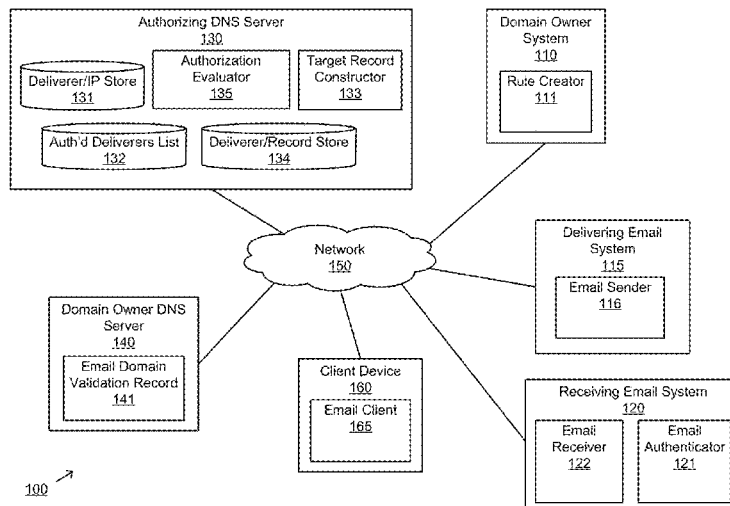 Authorizing DNS Server
130
Deliverer/IP Store
131
Authorization
Evaluator
135
Target Record
Constructor
133
Auth'd Deliverers List
132
Deliverer/Record Store
134
Domain Owner
System
110
Rule Creator
111
Network
150
Delivering Email
System
115
Email Sender
116
Domain Owner DNS
Server
140
Email Domain
Validation Record
141
Client Device
160
Email Client
165
Receiving Email System
120
Email
Receiver
122
Email
Authenticator
121
100